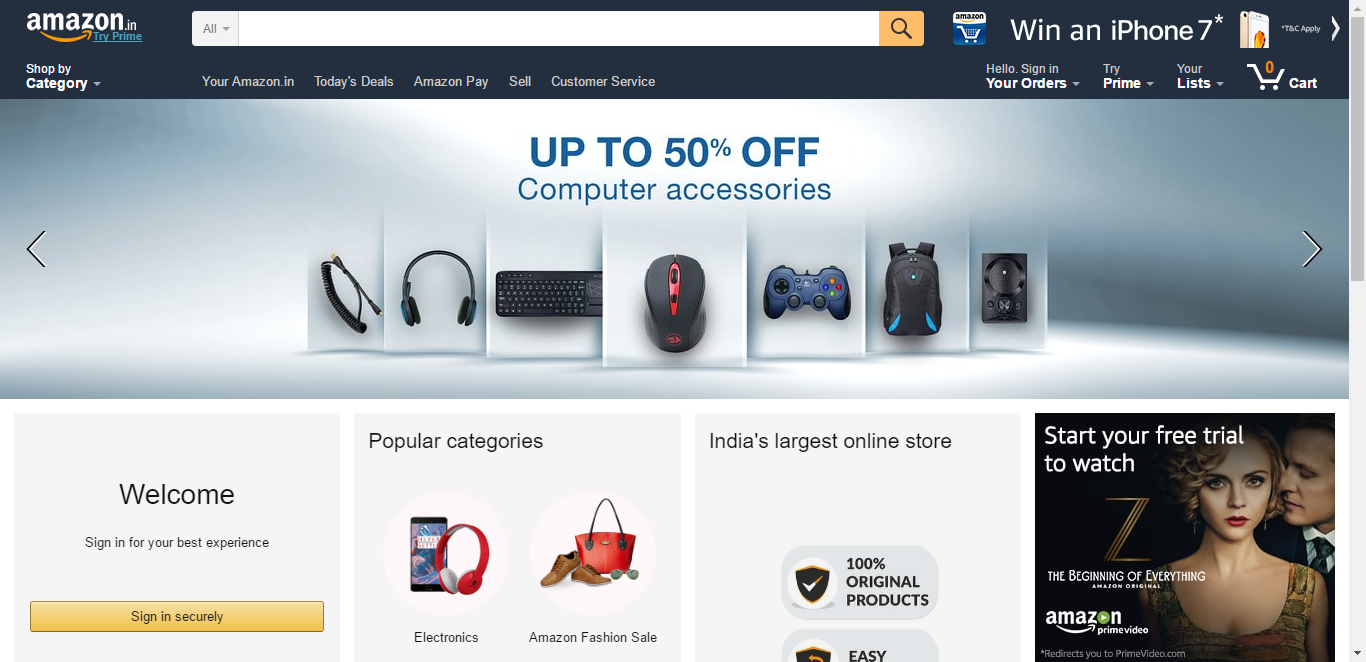 amazon.in
Try Prime
All
amazon
Win an iPhone 7*
*T&C Apply
Shop by
Category
Your Amazon.in
Today's Deals
Amazon Pay
Sell
Customer Service
Hello. Sign in
Your Orders
Try
Prime
Your
Lists
0
Cart
UP TO 50% OFF
Computer accessories
Welcome
Sign in for your best experience
Sign in securely
Popular categories
Electronics
Amazon Fashion Sale
India's largest online store
100%
ORIGINAL
PRODUCTS
EASY
Start your free trial
to watch
Z
THE BEGINNING OF EVERYTHING
AMAZON ORIGINAL
amazon
primevideo
*Redirects you to PrimeVideo.com